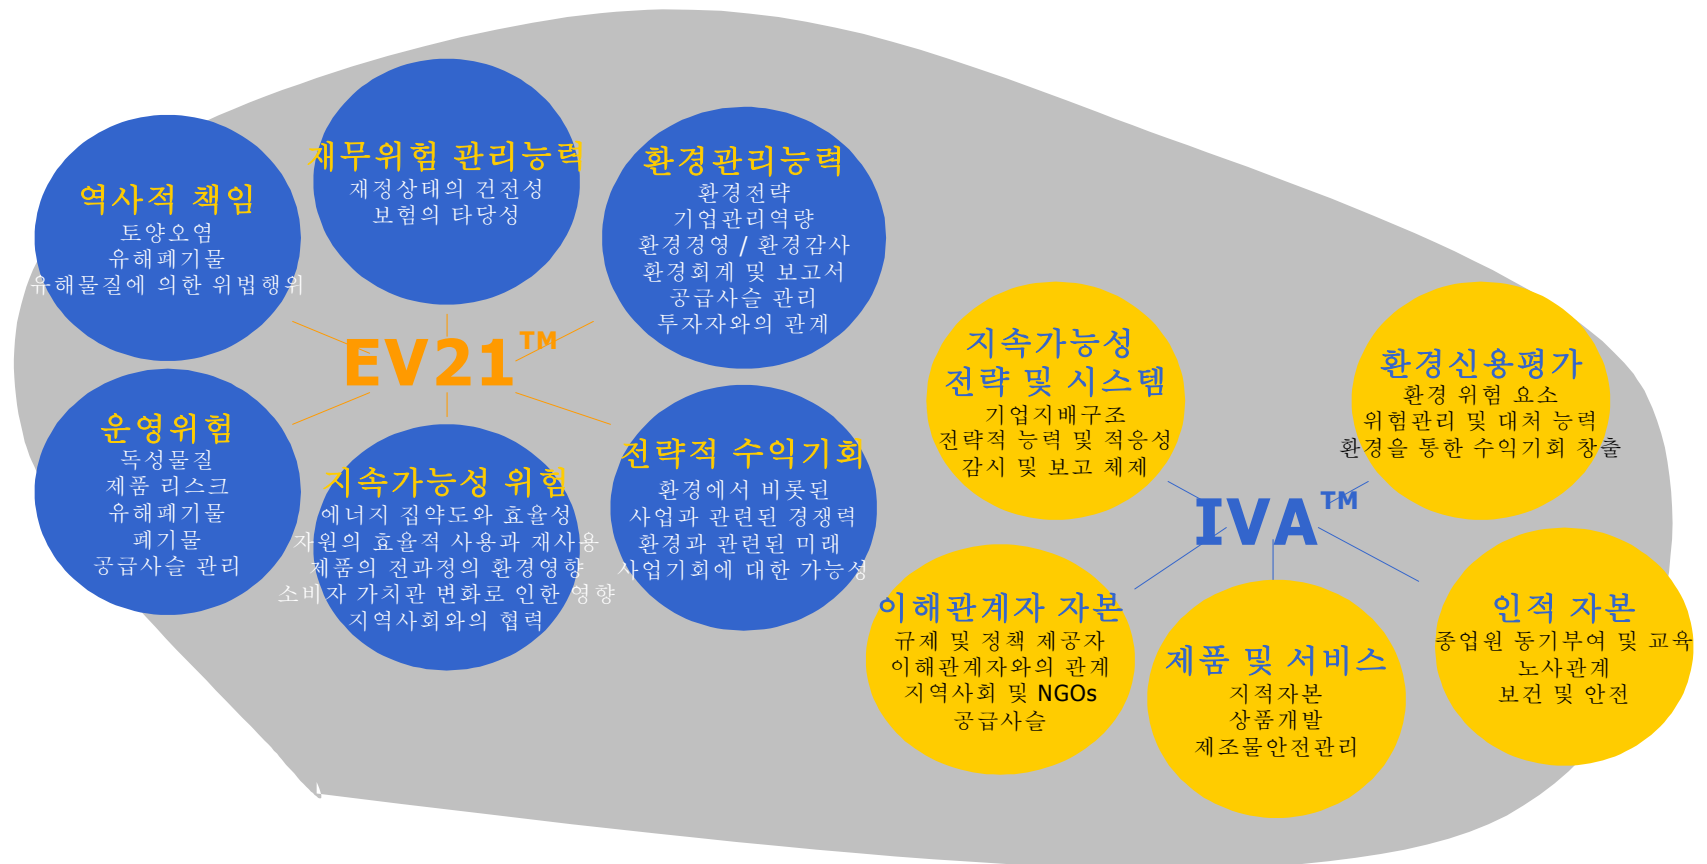 역사적 책임
토양오염
유해폐기물
유해물질에 의한 위법행위
재무위험 관리능력
재정상태의 건전성
보험의 타당성
환경관리능력
환경전략
기업관리역량
환경경영 / 환경감사
환경회계 및 보고서
공급사슬 관리
투자자와의 관계
EV21™
운영위험
독성물질
제품 리스크
유해폐기물
폐기물
공급사슬 관리
지속가능성 위험
에너지 집약도와 효율성
자원의 효율적 사용과 재사용
제품의 전과정의 환경영향
소비자 가치관 변화로 인한 영향
지역사회와의 협력
전략적 수익기회
환경에서 비롯된
사업과 관련된 경쟁력
환경과 관련된 미래
사업기회에 대한 가능성
지속가능성
전략 및 시스템
기업지배구조
전략적 능력 및 적응성
감시 및 보고 체제
환경신용평가
환경 위험 요소
위험관리 및 대처 능력
환경을 통한 수익기회 창출
IVA™
이해관계자 자본
규제 및 정책 제공자
이해관계자와의 관계
지역사회 및 NGOs
공급사슬
제품 및 서비스
지적자본
상품개발
제조물안전관리
인적 자본
종업원 동기부여 및 교육
노사관계
보건 및 안전